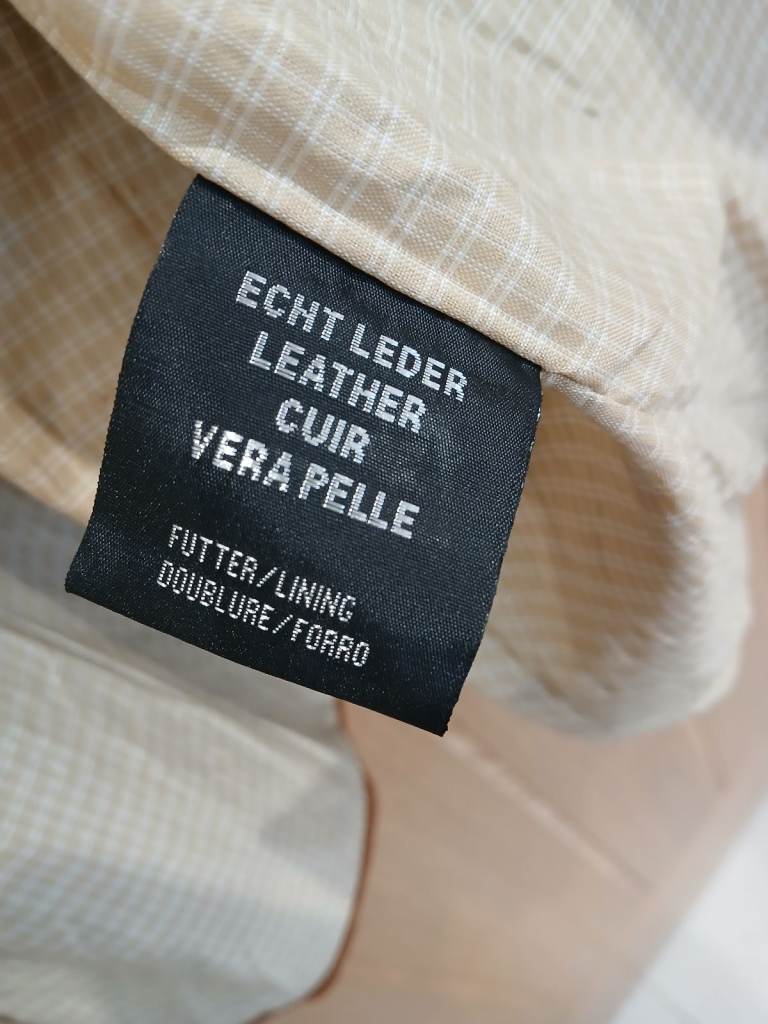 ECHT LEDER
LEATHER
CUIR
VERA PELLE
FUTTER/LINING
DOUBLURE/FORRO